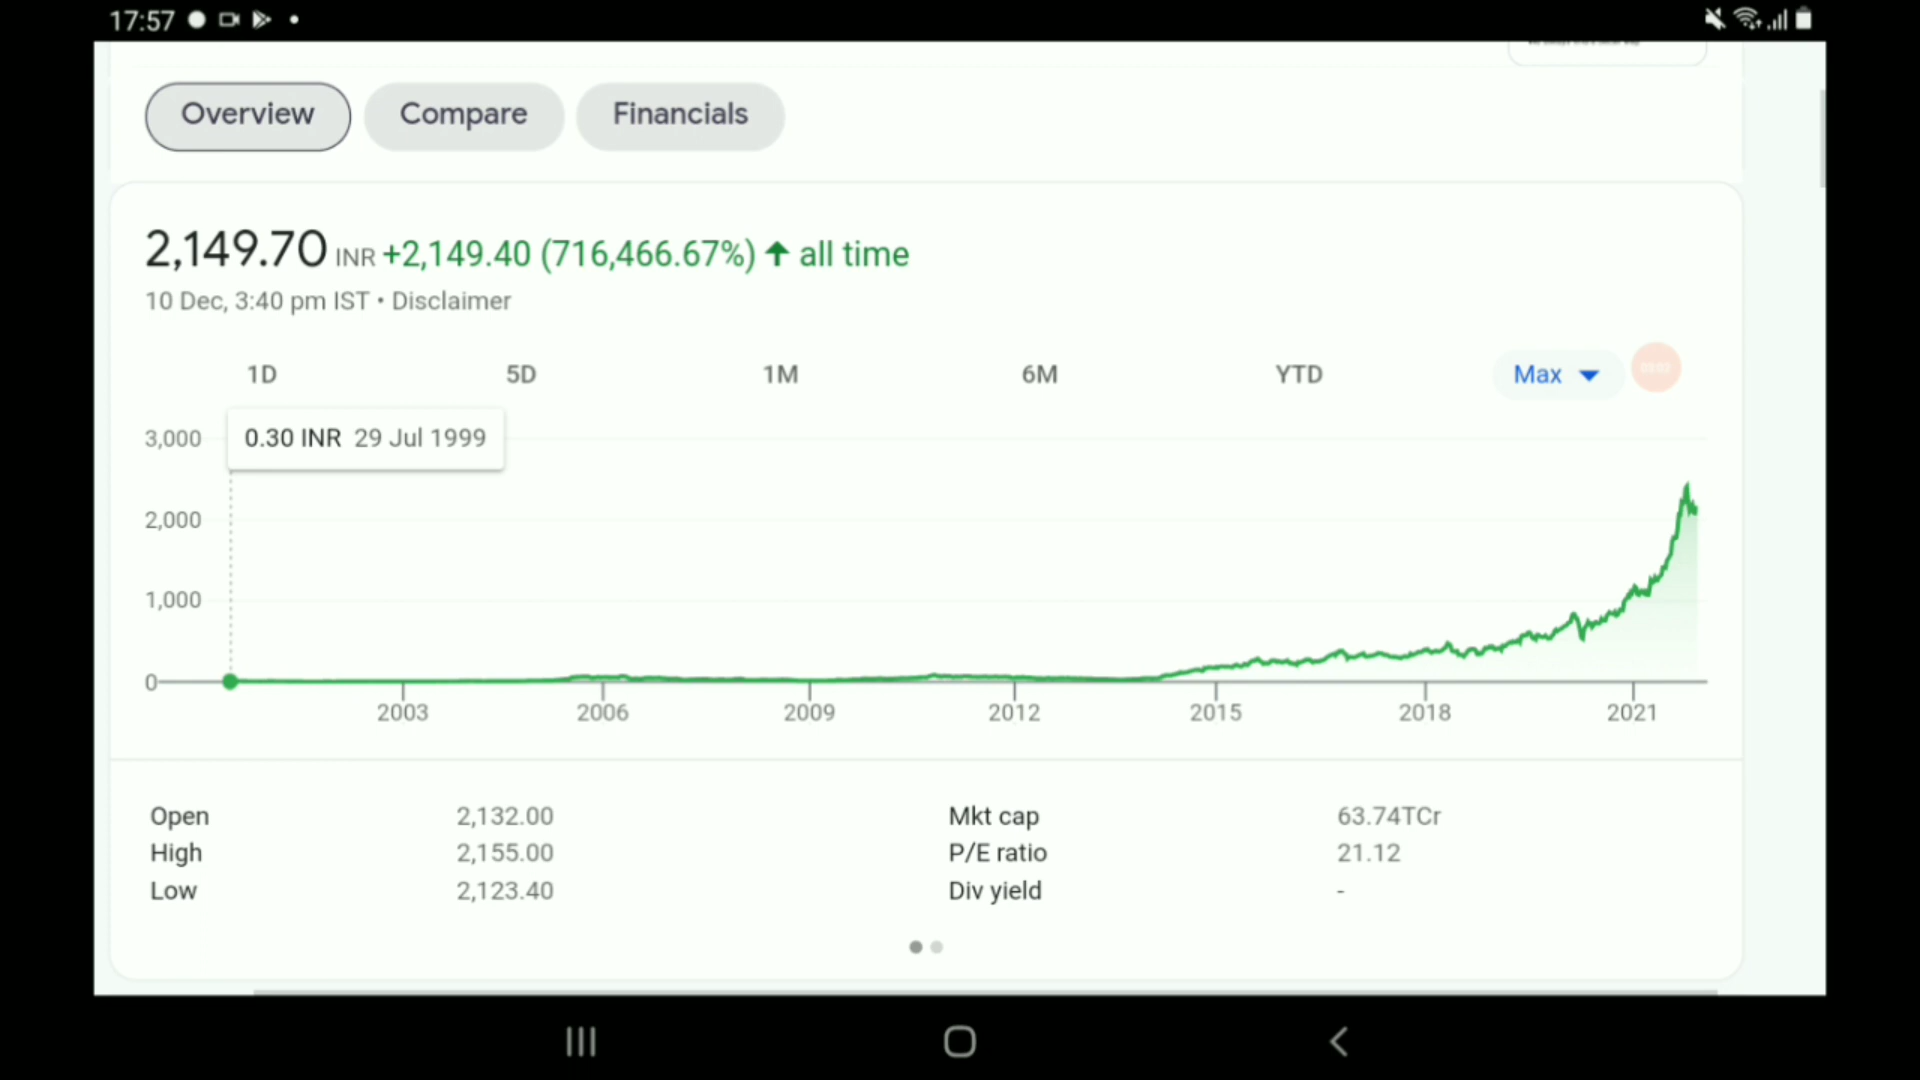 17:57
Overview Compare Financials
2,149.70 INR +2,149.40 (716,466.67%) ↑ all time
10 Dec, 3:40 pm IST • Disclaimer
1D 5D 1M 6M YTD Max
0.30 INR 29 Jul 1999
3,000
2,000
1,000
0
2003 2006 2009 2012 2015 2018 2021
Open 2,132.00 Mkt cap 63.74TCr
High 2,155.00 P/E ratio 21.12
Low 2,123.40 Div yield -